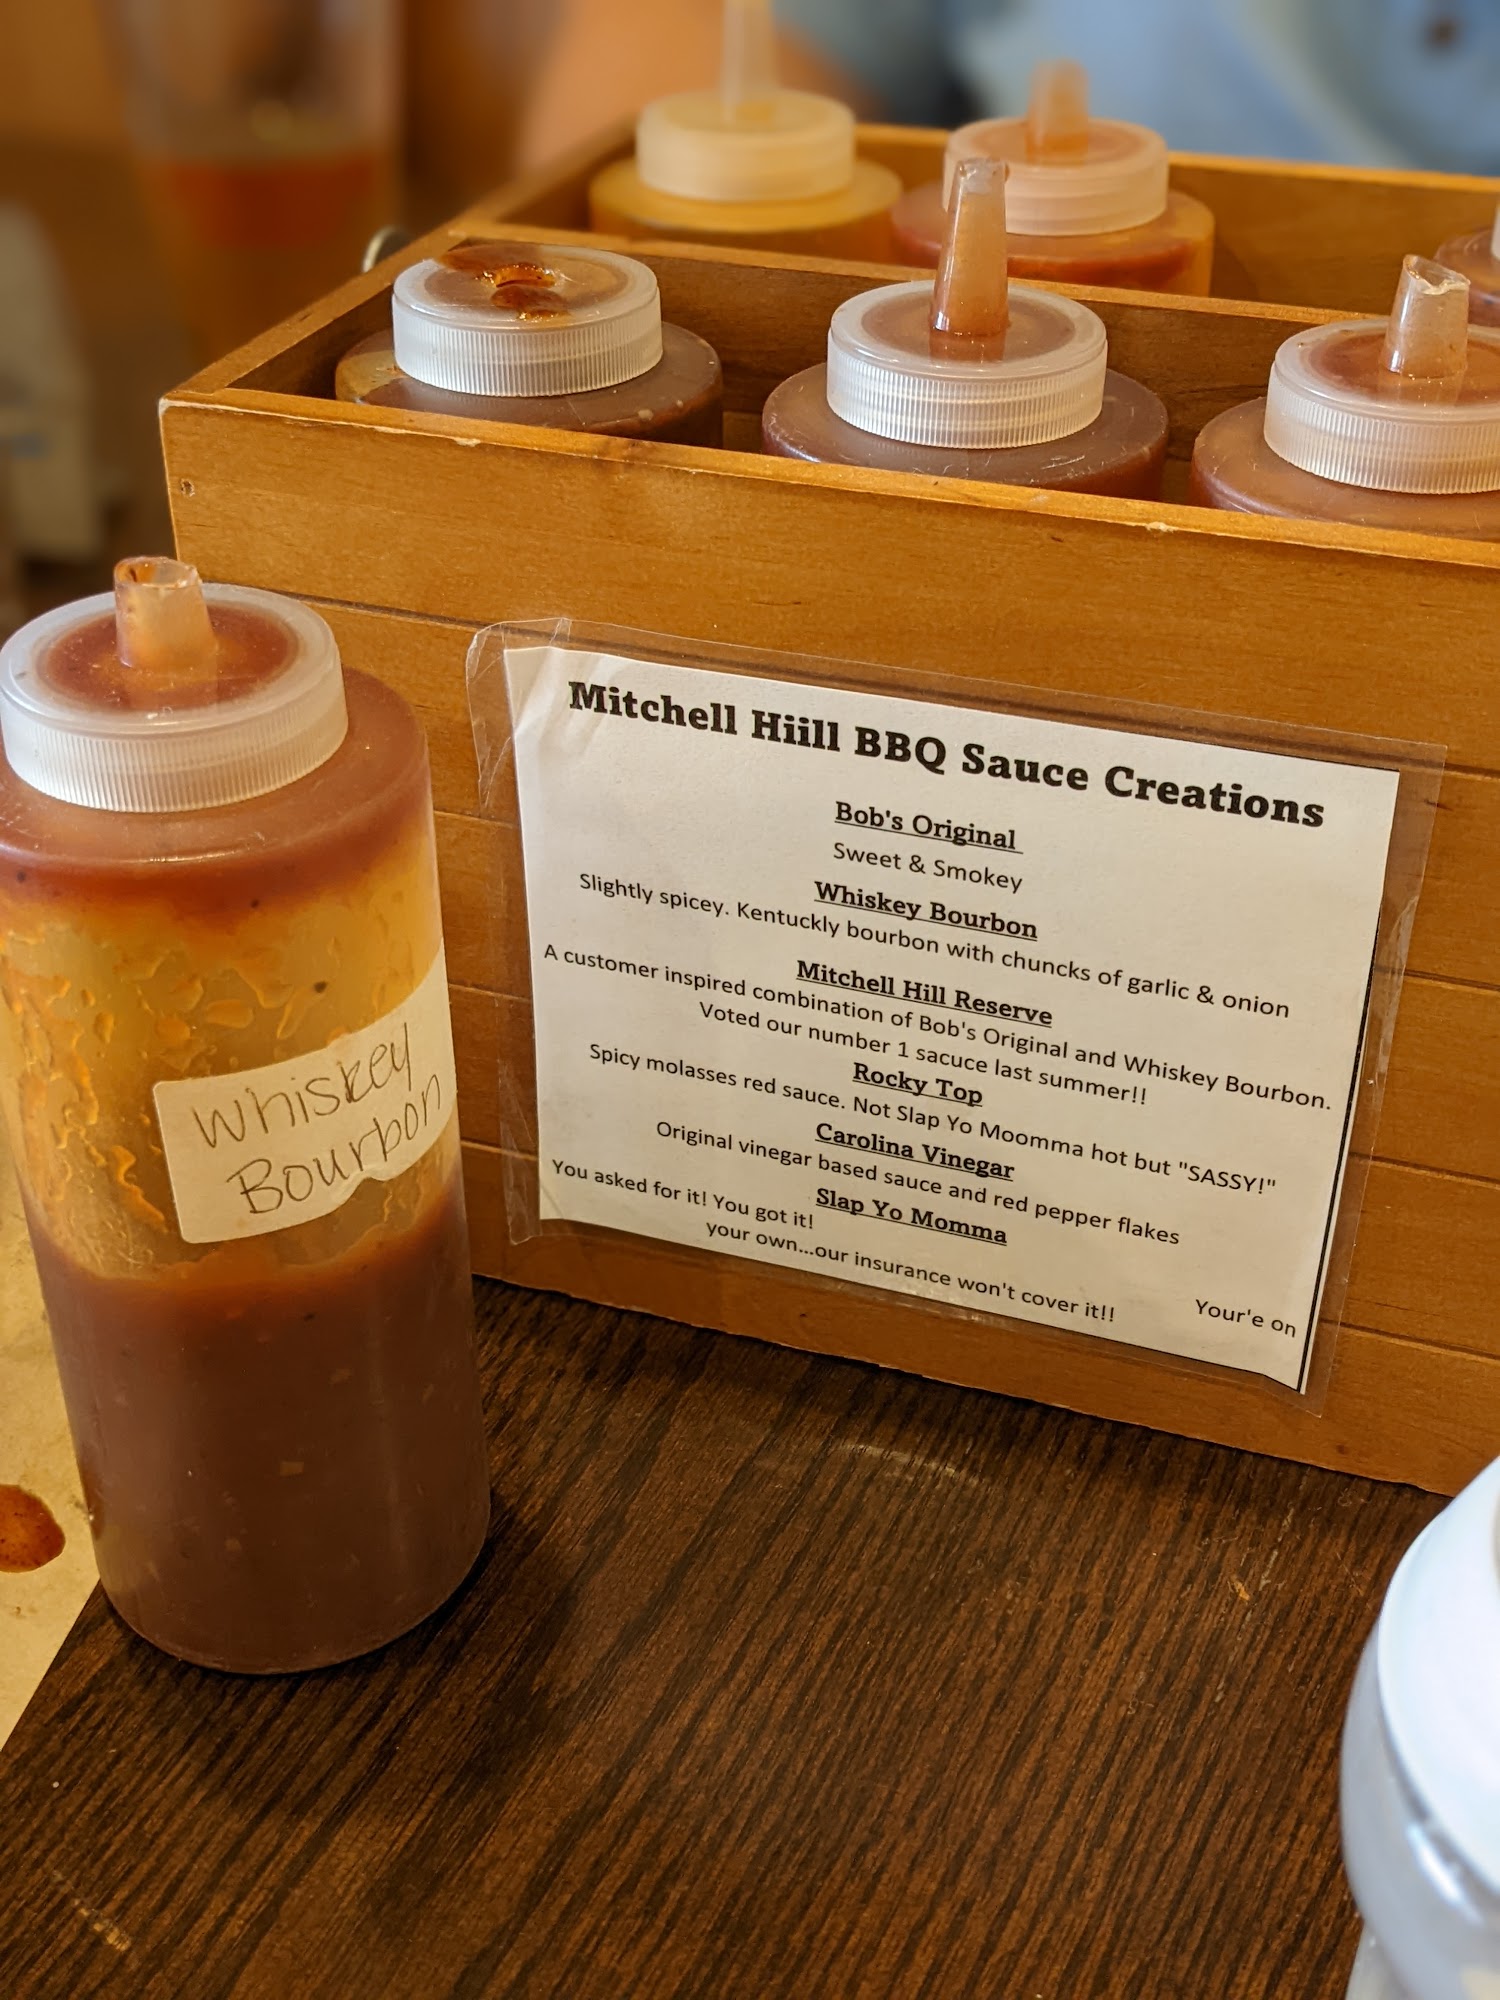 Mitchell Hiill BBQ Sauce Creations
Bob's Original
Sweet & Smokey
Whiskey Bourbon
Slightly spicey. Kentuckly bourbon with chuncks of garlic & onion
Mitchell Hill Reserve
A customer inspired combination of Bob's Original and Whiskey Bourbon.
Voted our number 1 sacuce last summer!!
Rocky Top
Spicy molasses red sauce. Not Slap Yo Moomma hot but "SASSY!"
Carolina Vinegar
Original vinegar based sauce and red pepper flakes
Slap Yo Momma
You asked for it! You got it! Your'e on
your own...our insurance won't cover it!!
Whiskey
Bourbon